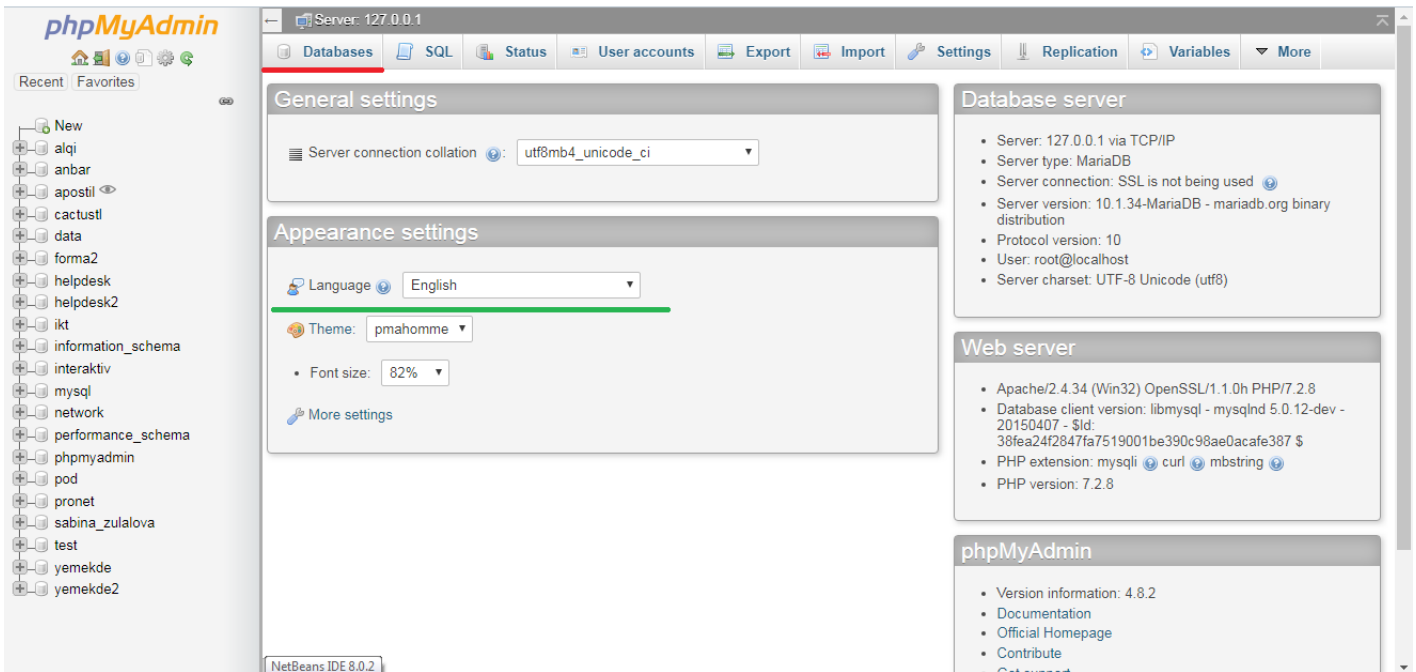 phpMyAdmin
Recent Favorites
New
alqi
anbar
apostil
cactustl
data
forma2
helpdesk
helpdesk2
ikt
information_schema
interaktiv
mysql
network
performance_schema
phpmyadmin
pod
pronet
sabina_zulalova
test
yemekde
yemekde2
Server: 127.0.0.1
Databases SQL Status User accounts Export Import Settings Replication Variables More
General settings
Server connection collation : utf8mb4_unicode_ci
Appearance settings
Language English
Theme: pmahomme
Font size: 82%
More settings
Database server
Server: 127.0.0.1 via TCP/IP
Server type: MariaDB
Server connection: SSL is not being used
Server version: 10.1.34-MariaDB - mariadb.org binary
distribution
Protocol version: 10
User: root@localhost
Server charset: UTF-8 Unicode (utf8)
Web server
Apache/2.4.34 (Win32) OpenSSL/1.1.0h PHP/7.2.8
Database client version: libmysql - mysqlnd 5.0.12-dev -
20150407 - $Id:
38fea24f2847fa7519001be390c98ae0acafe387 $
PHP extension: mysqli curl mbstring
PHP version: 7.2.8
phpMyAdmin
Version information: 4.8.2
Documentation
Official Homepage
Contribute
Get support
NetBeans IDE 8.0.2